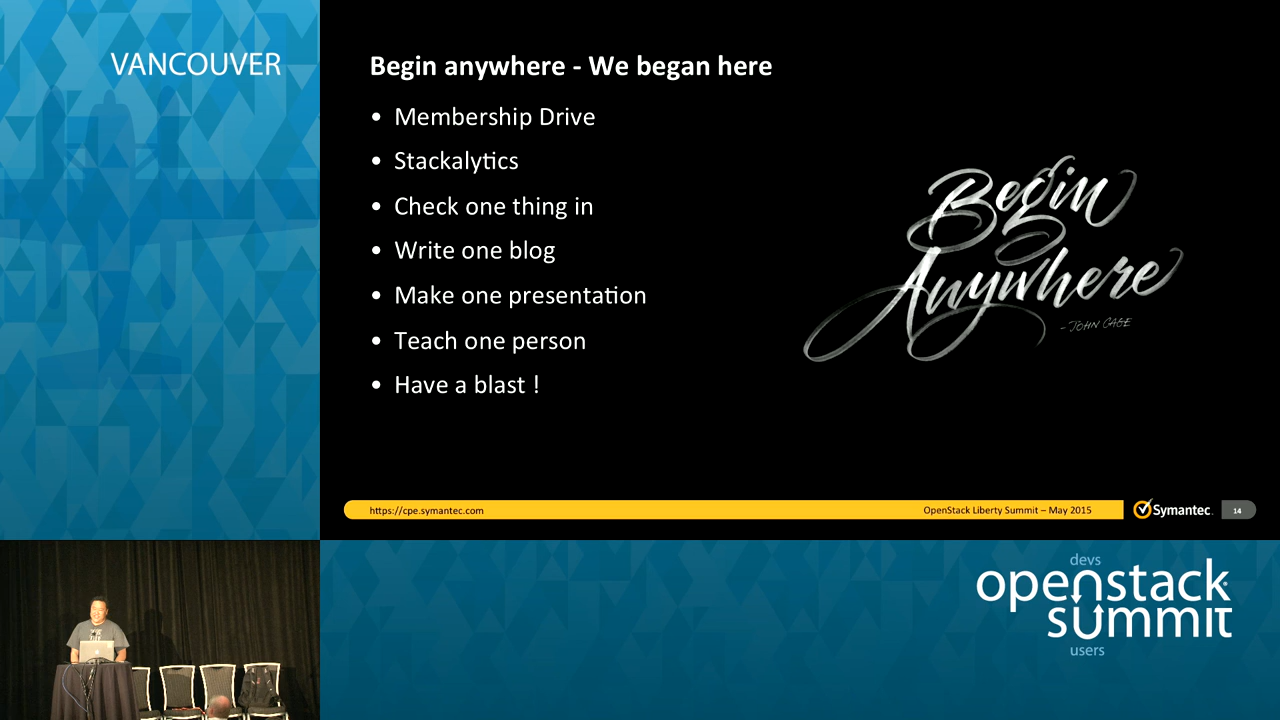 VANCOUVER
Begin anywhere - We began here
• Membership Drive
• Stackalytics
• Check one thing in
• Write one blog
• Make one presentation
• Teach one person
• Have a blast !
Begin
Anywhere
- JOHN CAGE
https://cpe.symantec.com
OpenStack Liberty Summit – May 2015
Symantec.
14
devs
openstack
summit
users